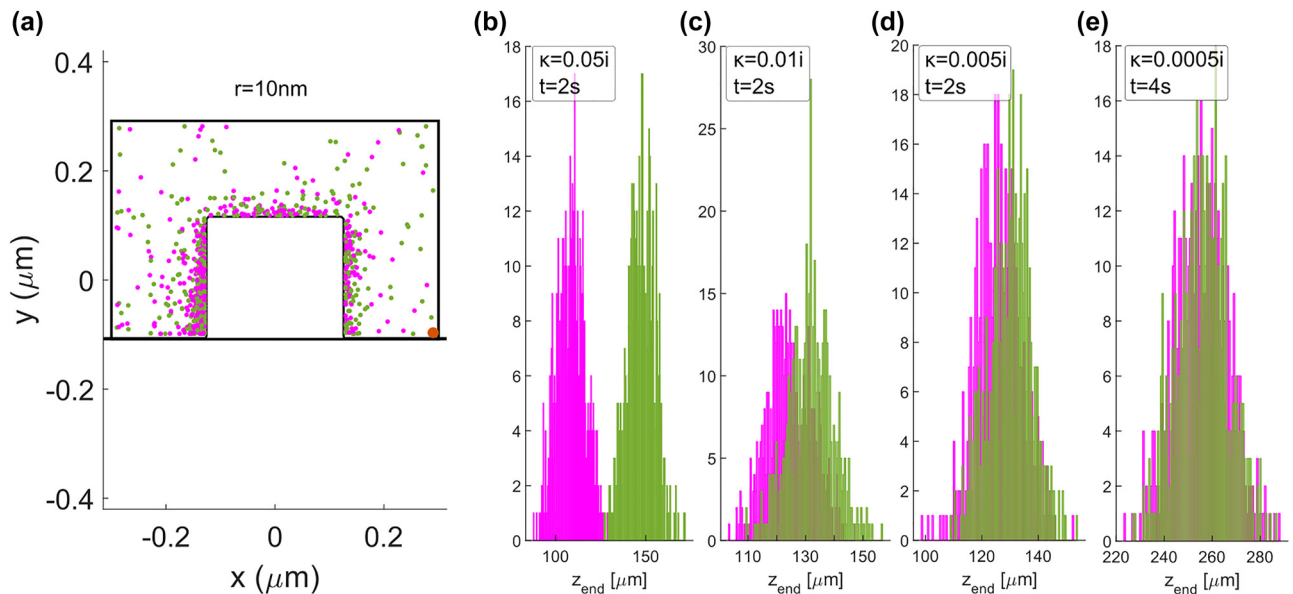 (a)
r=10nm
0.4
0.2
0
-0.2
-0.4
y (μm)
-0.2 0 0.2
x (μm)
(b)
κ=0.05i
t=2s
18
16
14
12
10
8
6
4
2
0
100 150
z_end [μm]
(c)
κ=0.01i
t=2s
30
25
20
15
10
5
0
110 130 150
z_end [μm]
(d)
κ=0.005i
t=2s
20
18
16
14
12
10
8
6
4
2
0
100 120 140
z_end [μm]
(e)
κ=0.0005i
t=4s
18
16
14
12
10
8
6
4
2
0
220 240 260 280
z_end [μm]